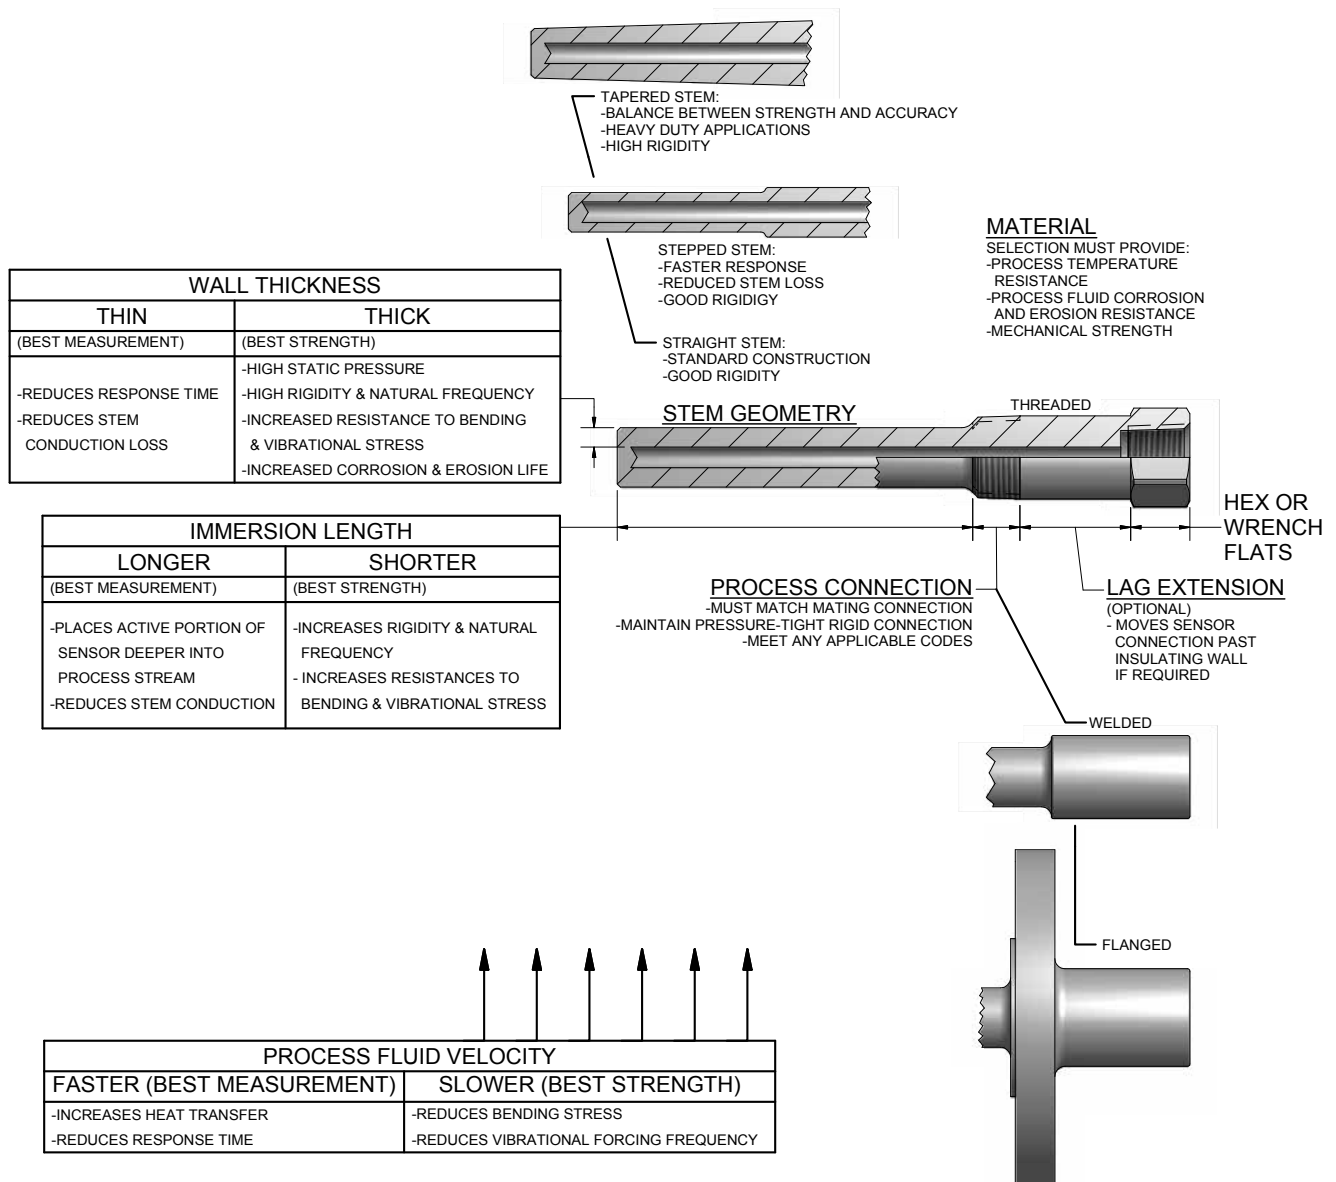 TAPERED STEM:
-BALANCE BETWEEN STRENGTH AND ACCURACY
-HEAVY DUTY APPLICATIONS
-HIGH RIGIDITY
STEPPED STEM:
-FASTER RESPONSE
-REDUCED STEM LOSS
-GOOD RIGIDIGY
STRAIGHT STEM:
-STANDARD CONSTRUCTION
-GOOD RIGIDITY
MATERIAL
SELECTION MUST PROVIDE:
-PROCESS TEMPERATURE
RESISTANCE
-PROCESS FLUID CORROSION
AND EROSION RESISTANCE
-MECHANICAL STRENGTH
WALL THICKNESS
THIN
(BEST MEASUREMENT)
-REDUCES RESPONSE TIME
-REDUCES STEM
CONDUCTION LOSS
THICK
(BEST STRENGTH)
-HIGH STATIC PRESSURE
-HIGH RIGIDITY & NATURAL FREQUENCY
-INCREASED RESISTANCE TO BENDING
& VIBRATIONAL STRESS
-INCREASED CORROSION & EROSION LIFE
STEM GEOMETRY
THREADED
HEX OR
WRENCH
FLATS
IMMERSION LENGTH
LONGER
(BEST MEASUREMENT)
-PLACES ACTIVE PORTION OF
SENSOR DEEPER INTO
PROCESS STREAM
-REDUCES STEM CONDUCTION
SHORTER
(BEST STRENGTH)
-INCREASES RIGIDITY & NATURAL
FREQUENCY
- INCREASES RESISTANCES TO
BENDING & VIBRATIONAL STRESS
PROCESS CONNECTION
-MUST MATCH MATING CONNECTION
-MAINTAIN PRESSURE-TIGHT RIGID CONNECTION
-MEET ANY APPLICABLE CODES
LAG EXTENSION
(OPTIONAL)
- MOVES SENSOR
CONNECTION PAST
INSULATING WALL
IF REQUIRED
WELDED
FLANGED
PROCESS FLUID VELOCITY
FASTER (BEST MEASUREMENT)
-INCREASES HEAT TRANSFER
-REDUCES RESPONSE TIME
SLOWER (BEST STRENGTH)
-REDUCES BENDING STRESS
-REDUCES VIBRATIONAL FORCING FREQUENCY